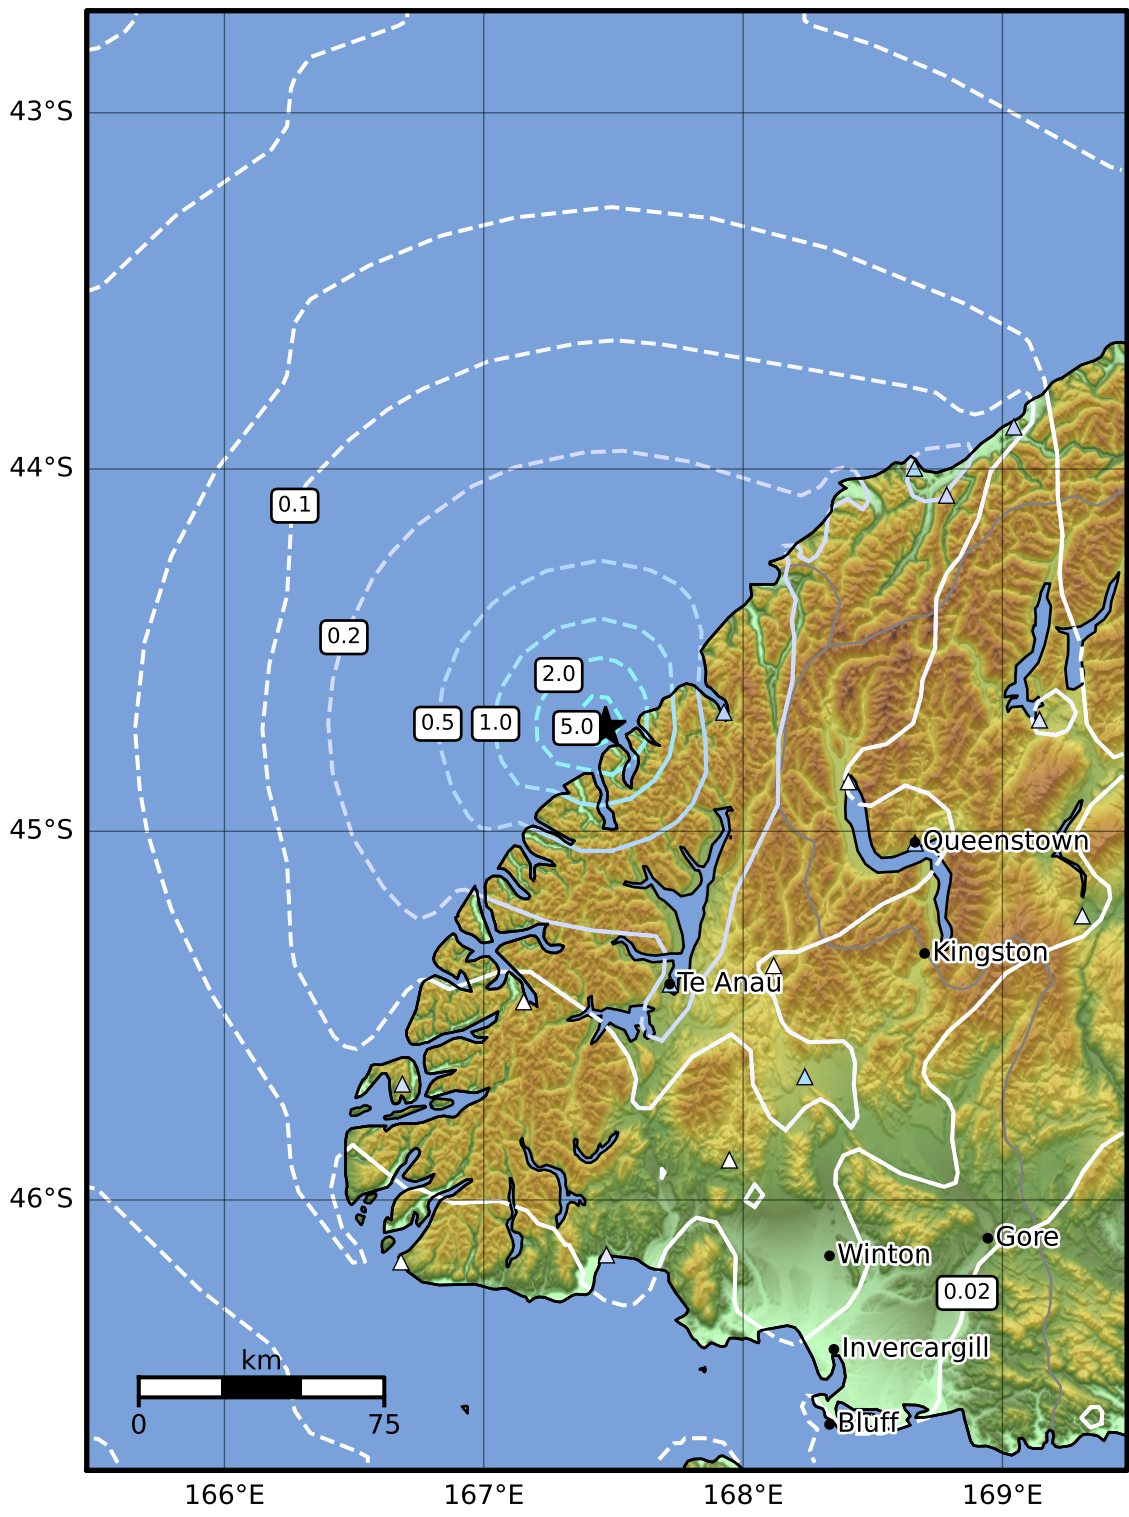 43°S
44°S
0.1
0.2
2.0
0.5
1.0
5.0
45°S
Queenstown
Kingston
Te Anau
46°S
Gore
Winton
0.02
Invercargill
km
0
75
Bluff
166°E
167°E
168°E
169°E